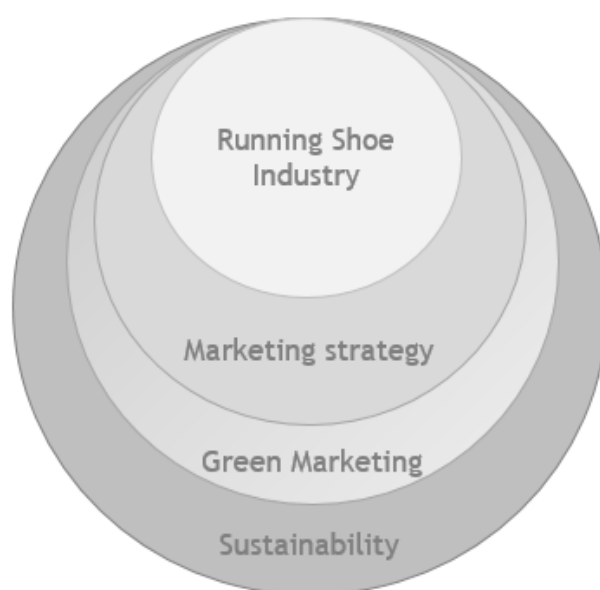 Running Shoe
Industry
Marketing strategy
Green Marketing
Sustainability